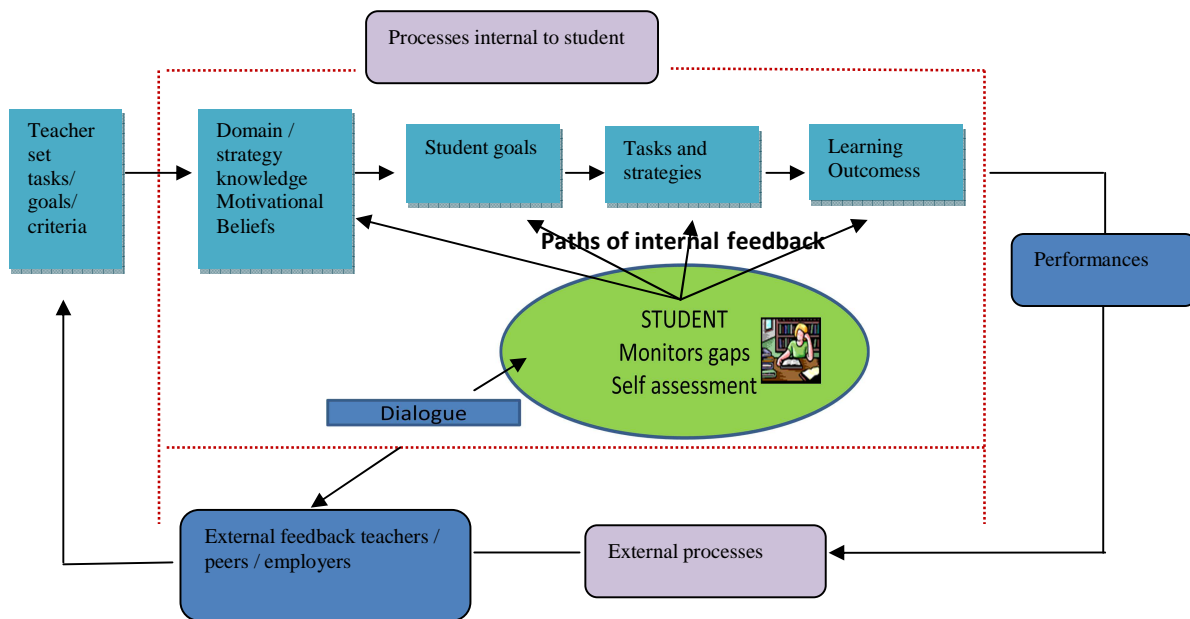 Processes internal to student
Teacher
set
tasks/
goals/
criteria
Domain /
strategy
knowledge
Motivational
Beliefs
Student goals
Tasks and
strategies
Learning
Outcomess
Paths of internal feedback
Performances
STUDENT
Monitors gaps
Self assessment
Dialogue
External feedback teachers /
peers / employers
External processes